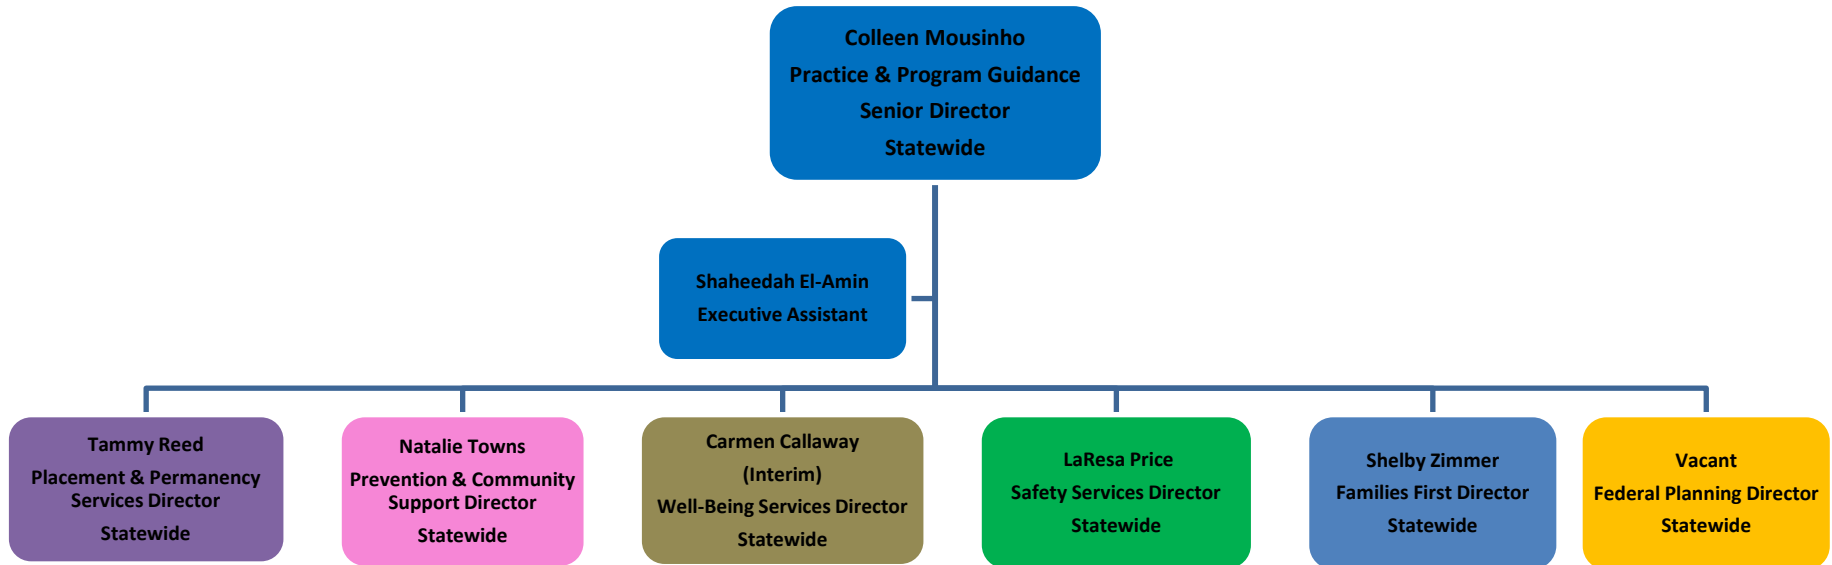 Colleen Mousinho
Practice & Program Guidance
Senior Director
Statewide
Shaheedah El-Amin
Executive Assistant
Tammy Reed
Placement & Permanency
Services Director
Statewide
Natalie Towns
Prevention & Community
Support Director
Statewide
Carmen Callaway
(Interim)
Well-Being Services Director
Statewide
LaResa Price
Safety Services Director
Statewide
Shelby Zimmer
Families First Director
Statewide
Vacant
Federal Planning Director
Statewide